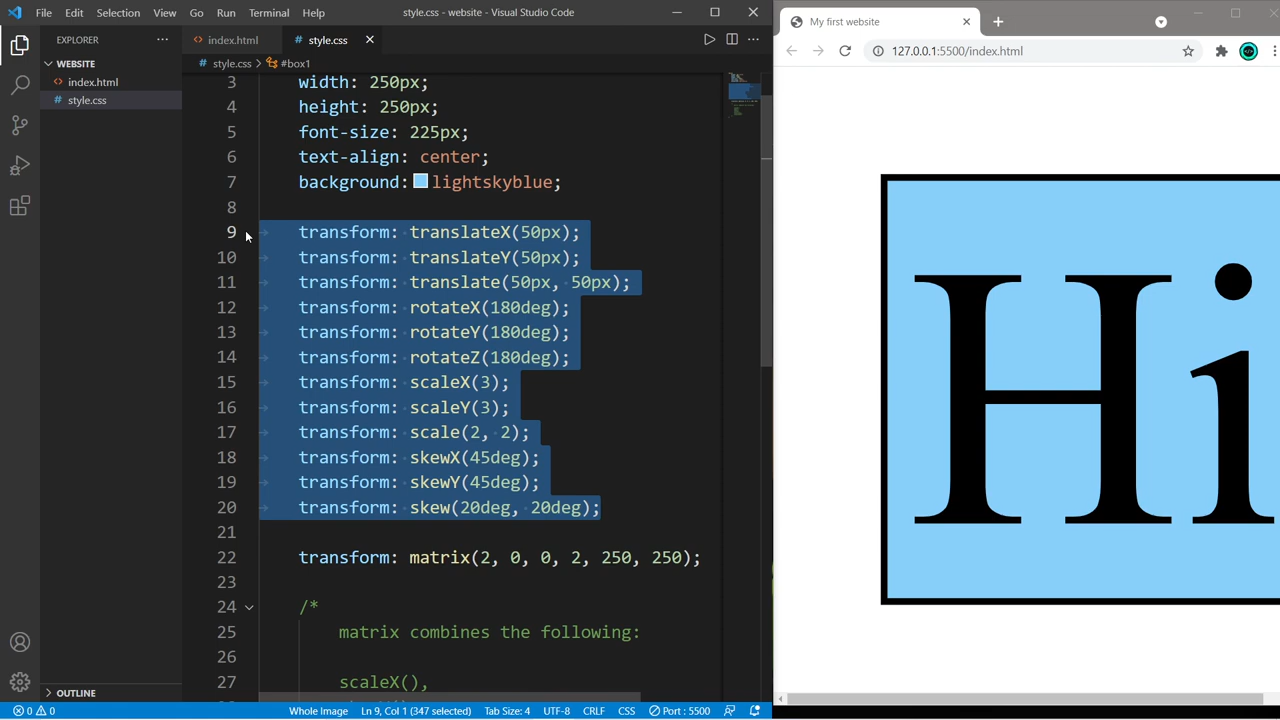 File Edit Selection View Go Run Terminal Help style.css - website - Visual Studio Code
My first website
EXPLORER
index.html
style.css
127.0.0.1:5500/index.html
WEBSITE
style.css > #box1
index.html
style.css
3 width: 250px;
4 height: 250px;
5 font-size: 225px;
6 text-align: center;
7 background: lightskyblue;
8
9 transform: translateX(50px);
10 transform: translateY(50px);
11 transform: translate(50px, 50px);
12 transform: rotateX(180deg);
13 transform: rotateY(180deg);
14 transform: rotateZ(180deg);
15 transform: scaleX(3);
16 transform: scaleY(3);
17 transform: scale(2, 2);
18 transform: skewX(45deg);
19 transform: skewY(45deg);
20 transform: skew(20deg, 20deg);
21
22 transform: matrix(2, 0, 0, 2, 250, 250);
23
24 /*
25 matrix combines the following:
26
27 scaleX(),
Hi
OUTLINE
0 0 Whole Image Ln 9, Col 1 (347 selected) Tab Size: 4 UTF-8 CRLF CSS Port : 5500